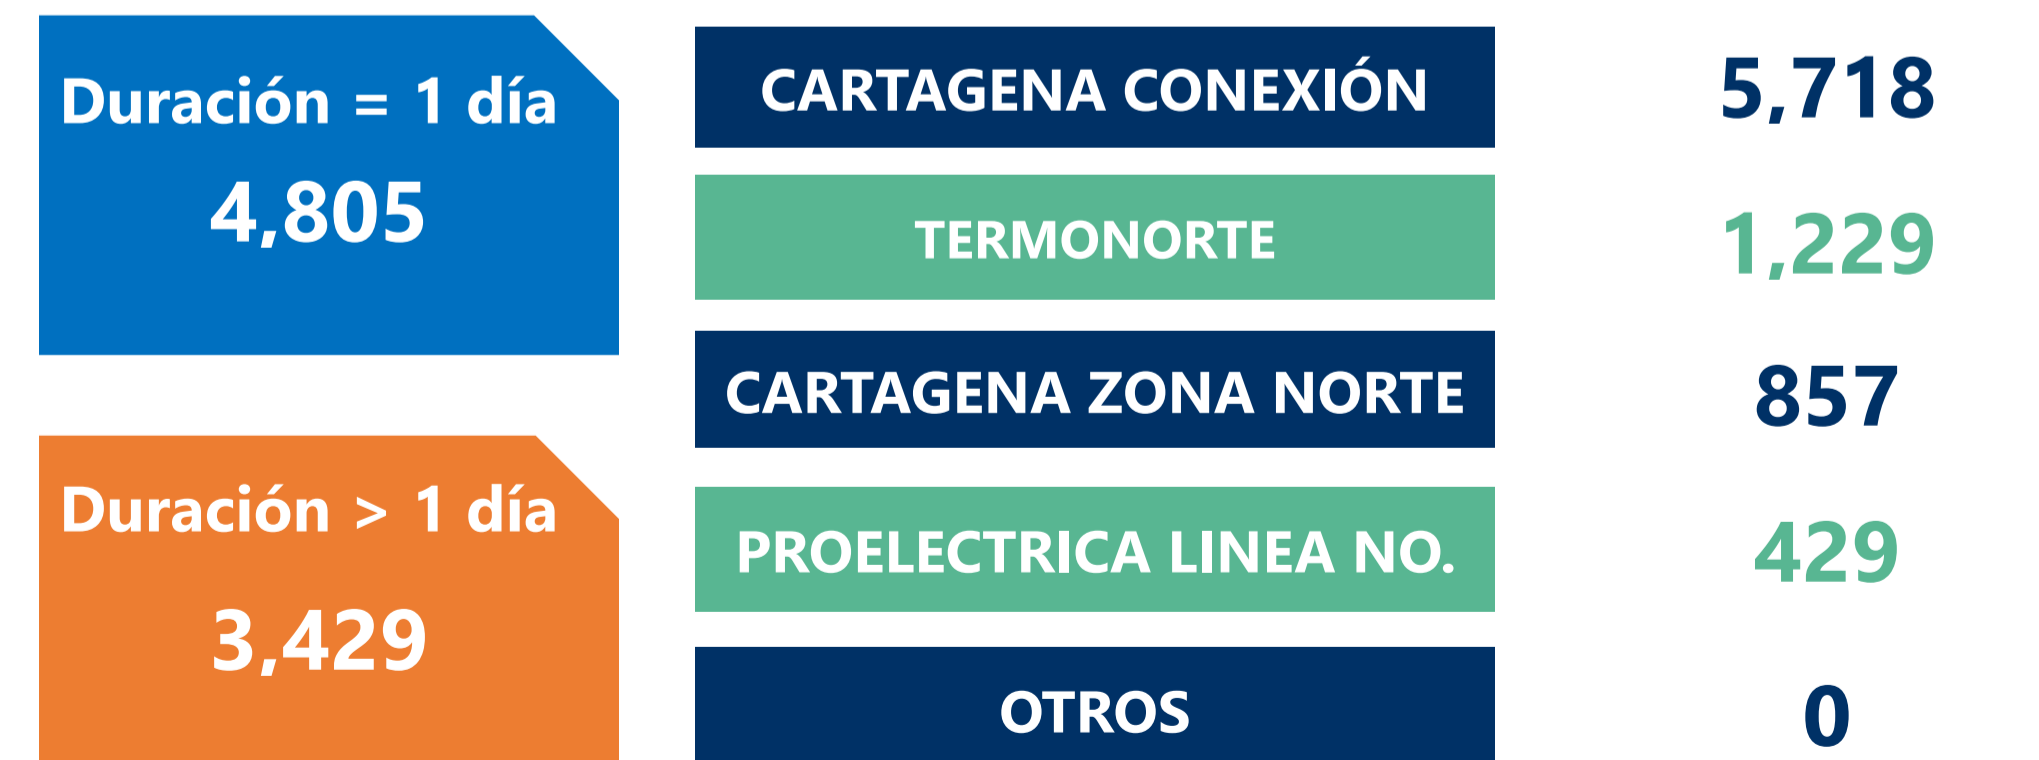 Duración = 1 día
4,805
Duración > 1 día
3,429
CARTAGENA CONEXIÓN 5,718
TERMONORTE 1,229
CARTAGENA ZONA NORTE 857
PROELECTRICA LINEA NO. 429
OTROS 0